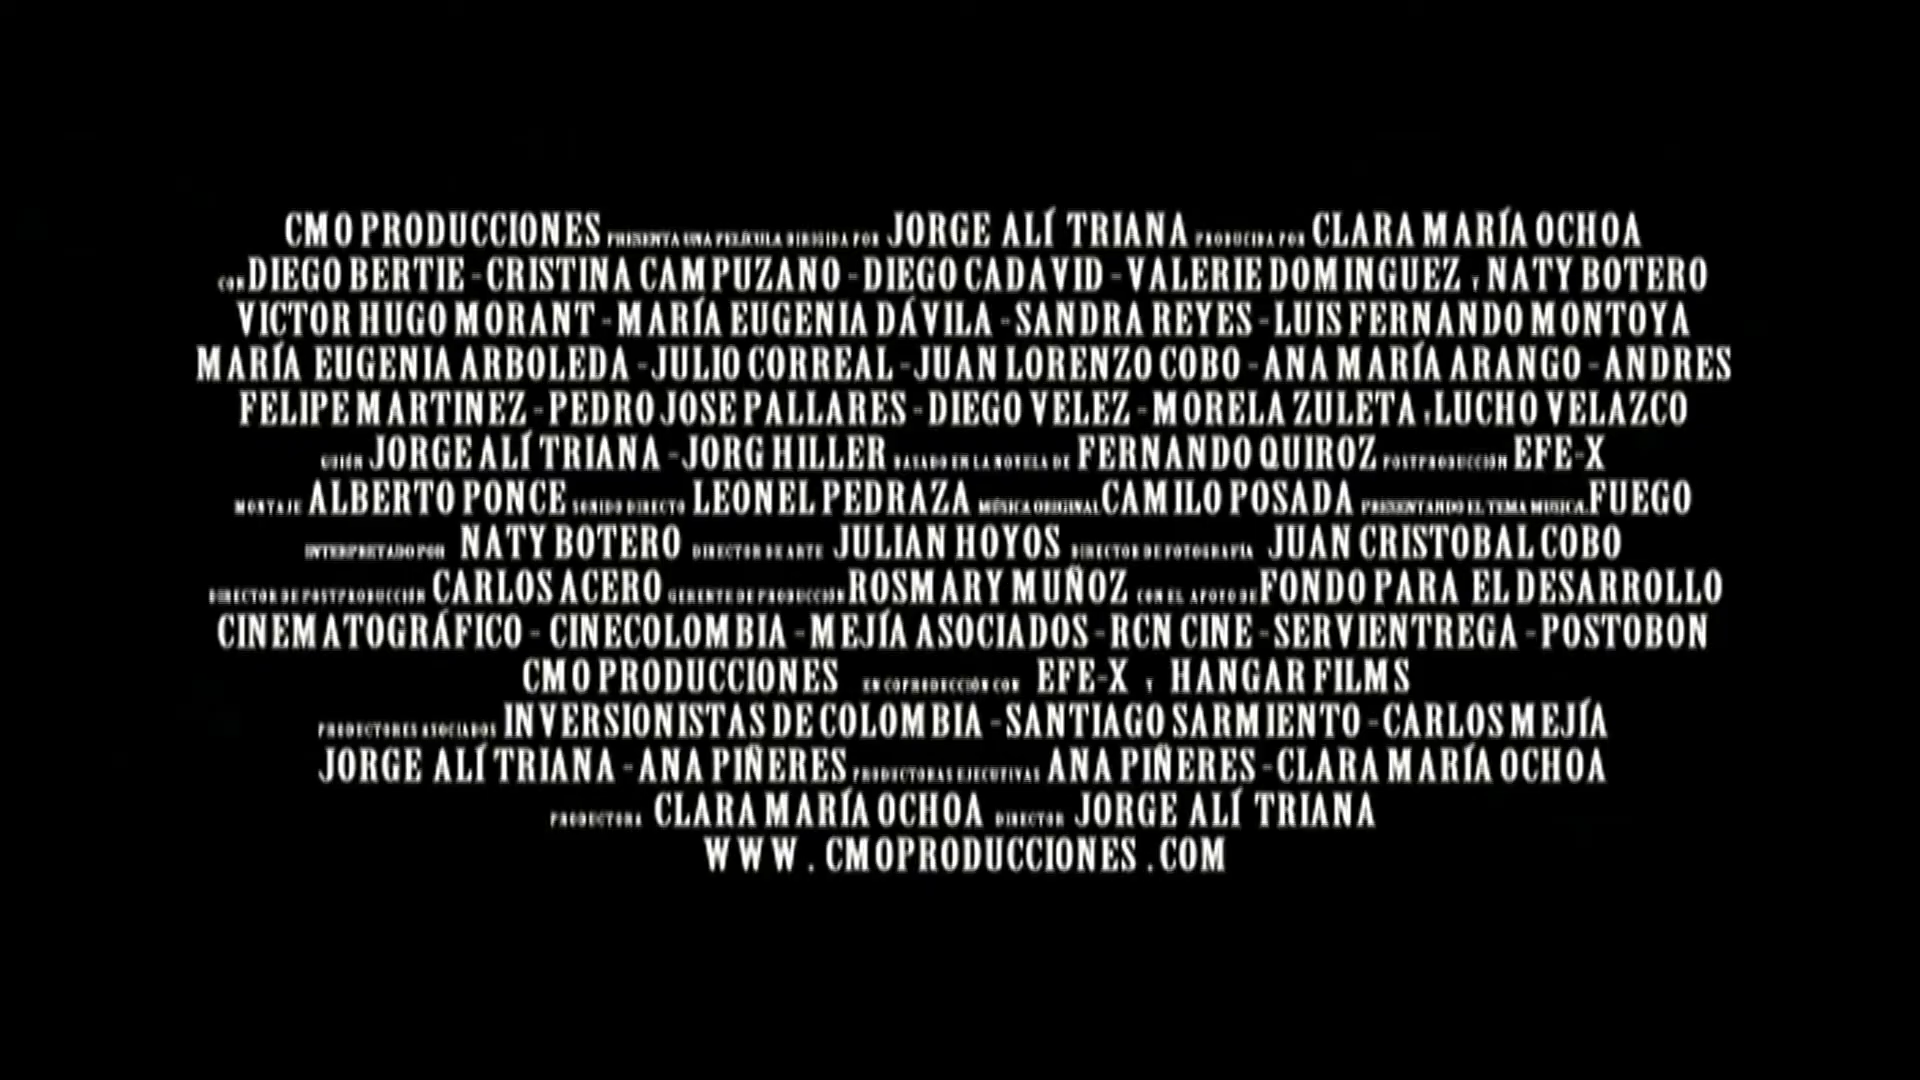 CMO PRODUCCIONES PRESENTA UNA PELÍCULA DIRIGIDA POR JORGE ALÍ TRIANA PRODUCIDA POR CLARA MARÍA OCHOA
CON DIEGO BERTIE - CRISTINA CAMPUZANO - DIEGO CADAVID - VALERIE DOMINGUEZ Y NATY BOTERO
VICTOR HUGO MORANT - MARÍA EUGENIA DÁVILA - SANDRA REYES - LUIS FERNANDO MONTOYA
MARÍA EUGENIA ARBOLEDA - JULIO CORREAL - JUAN LORENZO COBO - ANA MARÍA ARANGO - ANDRES
FELIPE MARTINEZ - PEDRO JOSE PALLARES - DIEGO VELEZ - MORELA ZULETA Y LUCHO VELAZCO
GUIÓN JORGE ALÍ TRIANA - JORG HILLER BASADO EN LA NOVELA DE FERNANDO QUIROZ POSTPRODUCCIÓN EFE-X
MONTAJE ALBERTO PONCE SONIDO DIRECTO LEONEL PEDRAZA MÚSICA ORIGINAL CAMILO POSADA PRESENTANDO EL TEMA MUSICAL FUEGO
INTERPRETADO POR NATY BOTERO DIRECTOR DE ARTE JULIAN HOYOS DIRECTOR DE FOTOGRAFÍA JUAN CRISTOBAL COBO
DIRECTOR DE POSTPRODUCCIÓN CARLOS ACERO GERENTE DE PRODUCCIÓN ROSMARY MUÑOZ CON EL APOYO DE FONDO PARA EL DESARROLLO
CINEMATOGRÁFICO - CINECOLOMBIA - MEJÍA ASOCIADOS - RCN CINE - SERVIENTREGA - POSTOBON
CMO PRODUCCIONES EN COPRODUCCIÓN CON EFE-X Y HANGAR FILMS
PRODUCTORES ASOCIADOS INVERSIONISTAS DE COLOMBIA - SANTIAGO SARMIENTO - CARLOS MEJÍA
JORGE ALÍ TRIANA - ANA PIÑERES PRODUCTORAS EJECUTIVAS ANA PIÑERES - CLARA MARÍA OCHOA
PRODUCTORA CLARA MARÍA OCHOA DIRECTOR JORGE ALÍ TRIANA
WWW . CMOPRODUCCIONES .COM